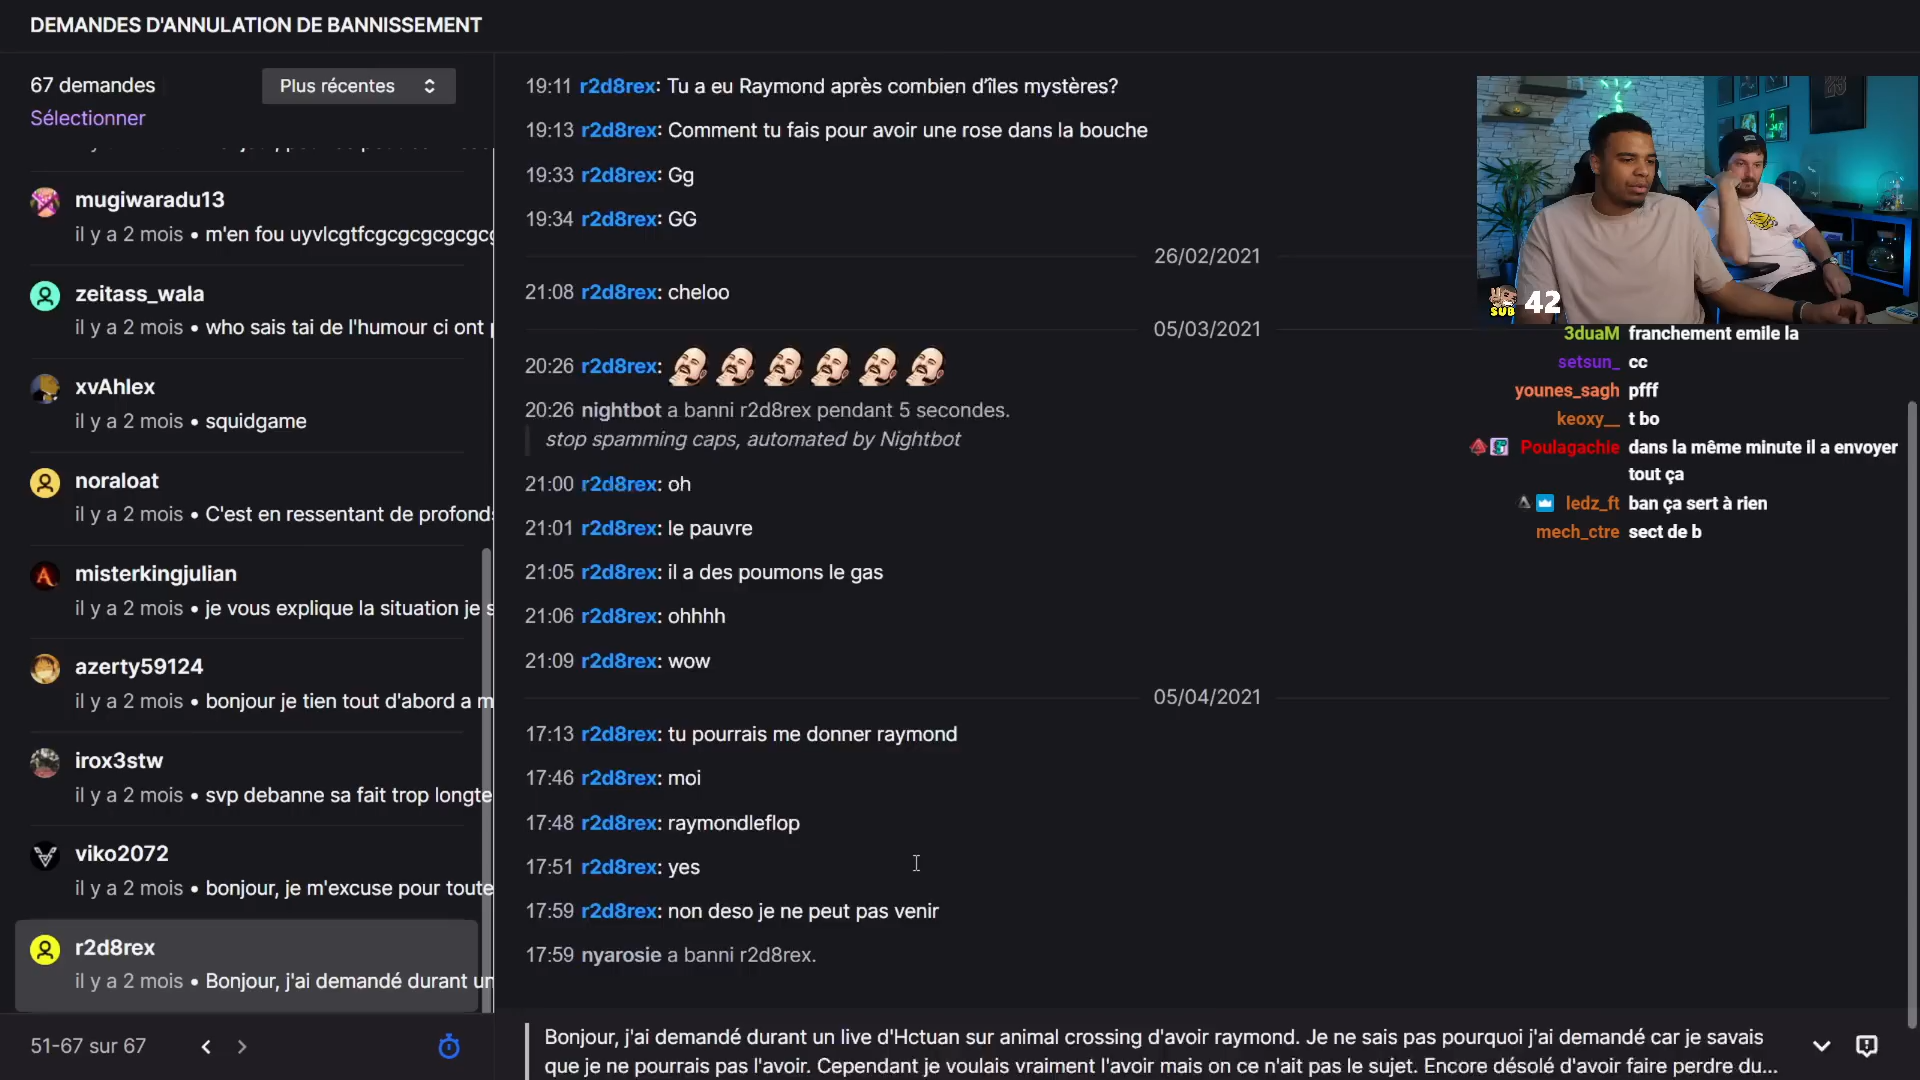 DEMANDES D'ANNULATION DE BANNISSEMENT
67 demandes
Plus récentes
Sélectionner
mugiwaradu13
il y a 2 mois • m'en fou uyvlcgtfcgcgcgcgcg
zeitass_wala
il y a 2 mois • who sais tai de l'humour ci ont
xvAhlex
il y a 2 mois • squidgame
noraloat
il y a 2 mois • C'est en ressentant de profond
misterkingjulian
il y a 2 mois • je vous explique la situation je s
azerty59124
il y a 2 mois • bonjour je tien tout d'abord a m
irox3stw
il y a 2 mois • svp debanne sa fait trop longte
viko2072
il y a 2 mois • bonjour, je m'excuse pour toute
r2d8rex
il y a 2 mois • Bonjour, j'ai demandé durant un
51-67 sur 67
19:11 r2d8rex: Tu a eu Raymond après combien d'îles mystères?
19:13 r2d8rex: Comment tu fais pour avoir une rose dans la bouche
19:33 r2d8rex: Gg
19:34 r2d8rex: GG
26/02/2021
21:08 r2d8rex: cheloo
05/03/2021
20:26 r2d8rex:
20:26 nightbot a banni r2d8rex pendant 5 secondes.
stop spamming caps, automated by Nightbot
21:00 r2d8rex: oh
21:01 r2d8rex: le pauvre
21:05 r2d8rex: il a des poumons le gas
21:06 r2d8rex: ohhhh
21:09 r2d8rex: wow
05/04/2021
17:13 r2d8rex: tu pourrais me donner raymond
17:46 r2d8rex: moi
17:48 r2d8rex: raymondleflop
17:51 r2d8rex: yes
17:59 r2d8rex: non deso je ne peut pas venir
17:59 nyarosie a banni r2d8rex.
Bonjour, j'ai demandé durant un live d'Hctuan sur animal crossing d'avoir raymond. Je ne sais pas pourquoi j'ai demandé car je savais
que je ne pourrais pas l'avoir. Cependant je voulais vraiment l'avoir mais on ce n'ait pas le sujet. Encore désolé d'avoir faire perdre du...
23
SUB 42
3duaM franchement emile la
setsun_ cc
younes_sagh pfff
keoxy__ t bo
Poulagachie dans la même minute il a envoyer
tout ça
ledz_ft ban ça sert à rien
mech_ctre sect de b